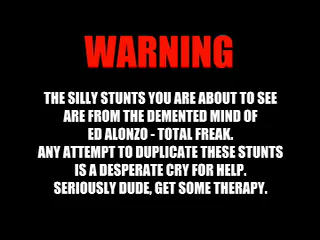 WARNING
THE SILLY STUNTS YOU ARE ABOUT TO SEE
ARE FROM THE DEMENTED MIND OF
ED ALONZO - TOTAL FREAK.
ANY ATTEMPT TO DUPLICATE THESE STUNTS
IS A DESPERATE CRY FOR HELP.
SERIOUSLY DUDE, GET SOME THERAPY.